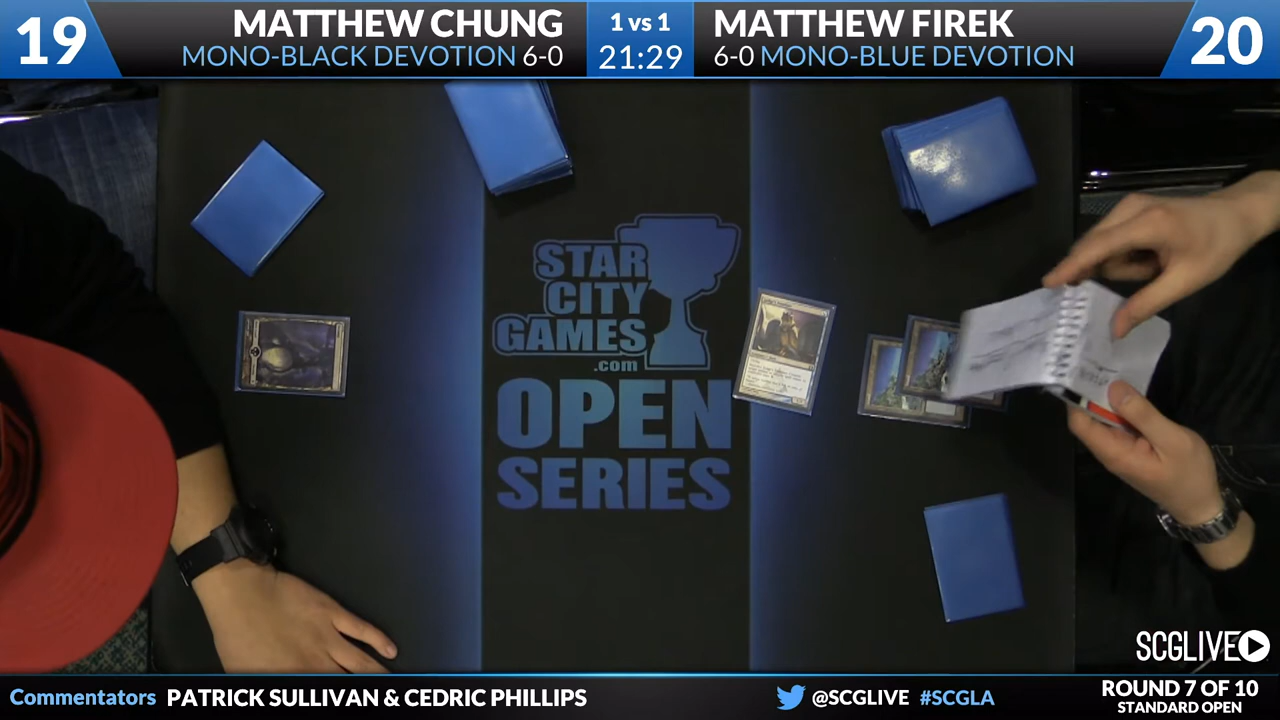 19
MATTHEW CHUNG
MONO-BLACK DEVOTION 6-0
1 vs 1
21:29
MATTHEW FIREK
6-0 MONO-BLUE DEVOTION
20
STAR
CITY
GAMES
.com
OPEN
SERIES
SCGLIVE
Commentators PATRICK SULLIVAN & CEDRIC PHILLIPS
@SCGLIVE #SCGLA
ROUND 7 OF 10
STANDARD OPEN